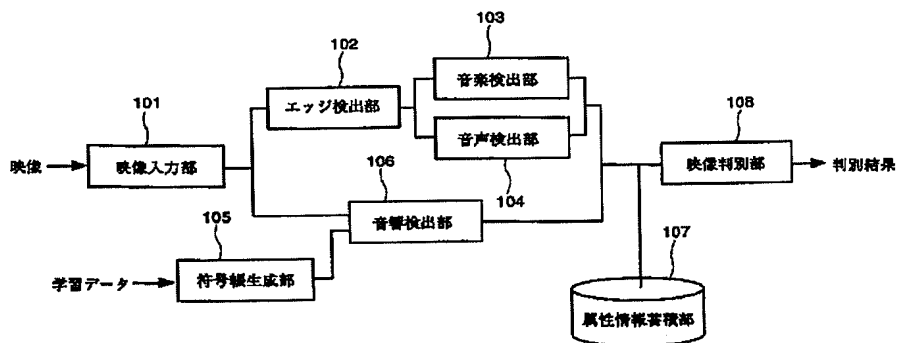 103
102
音楽検出部
エッジ検出部
108
101
音声検出部
映像
映像入力部
106
104
映像判別部
判別結果
音響検出部
105
107
学習データ
符号帳生成部
属性情報蓄積部